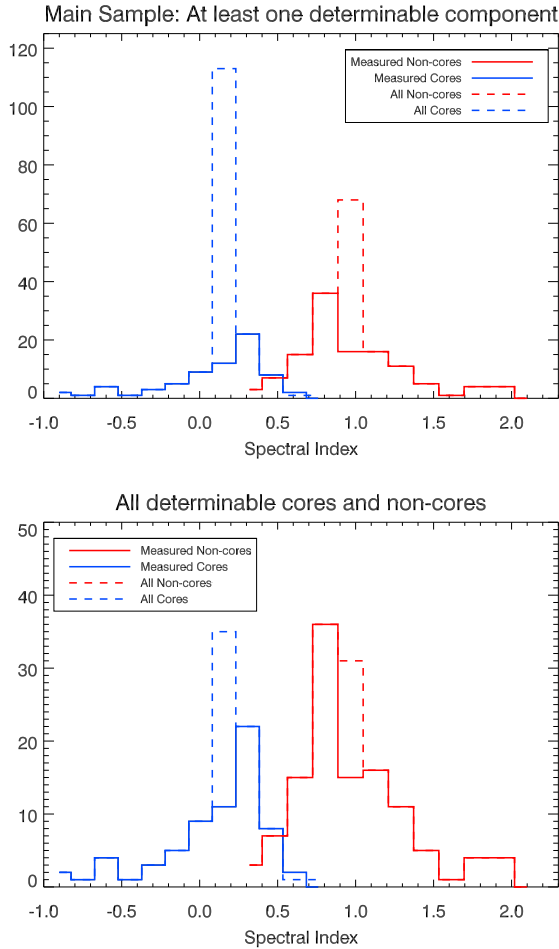 Main Sample: At least one determinable component
120
100
80
60
40
20
0
Measured Non-cores
Measured Cores
All Non-cores
All Cores
-1.0 -0.5 0.0 0.5 1.0 1.5 2.0
Spectral Index
All determinable cores and non-cores
50
40
30
20
10
0
Measured Non-cores
Measured Cores
All Non-cores
All Cores
-1.0 -0.5 0.0 0.5 1.0 1.5 2.0
Spectral Index